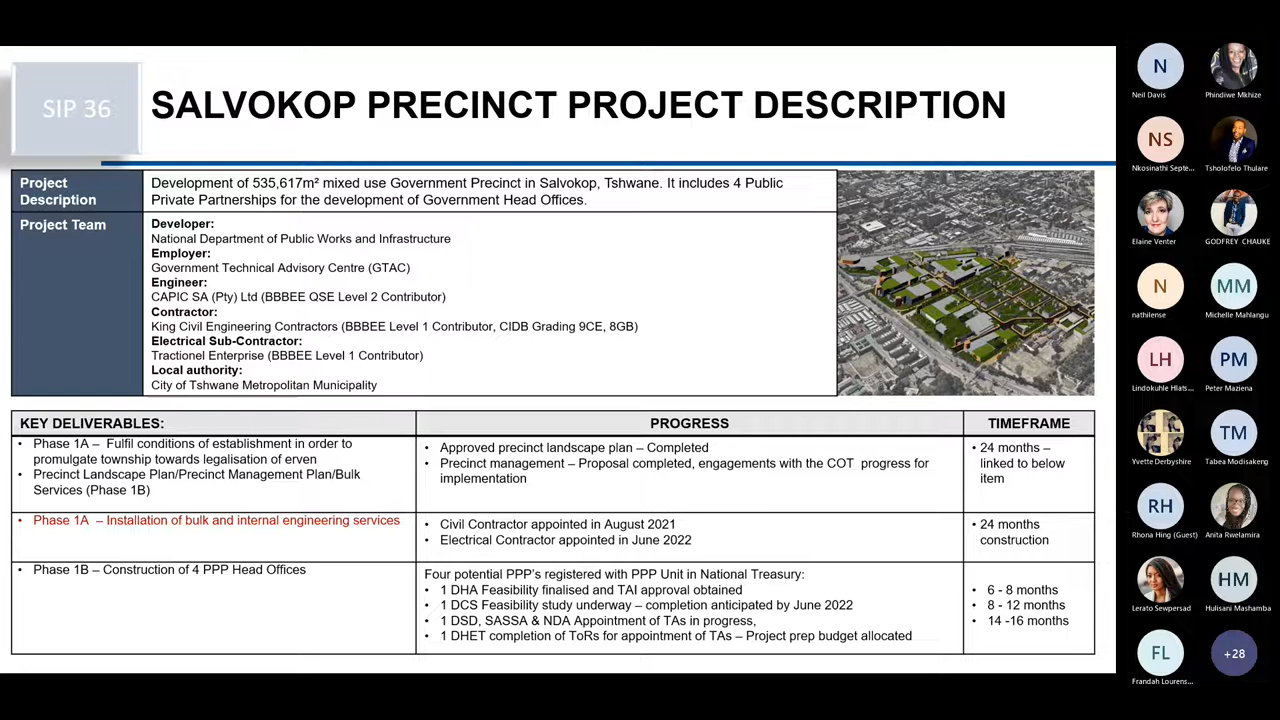 SIP 36
SALVOKOP PRECINCT PROJECT DESCRIPTION
Project
Description
Development of 535,617m² mixed use Government Precinct in Salvokop, Tshwane. It includes 4 Public
Private Partnerships for the development of Government Head Offices.
Project Team
Developer:
National Department of Public Works and Infrastructure
Employer:
Government Technical Advisory Centre (GTAC)
Engineer:
CAPIC SA (Pty) Ltd (BBBEE QSE Level 2 Contributor)
Contractor:
King Civil Engineering Contractors (BBBEE Level 1 Contributor, CIDB Grading 9CE, 8GB)
Electrical Sub-Contractor:
Tractionel Enterprise (BBBEE Level 1 Contributor)
Local authority:
City of Tshwane Metropolitan Municipality
KEY DELIVERABLES:
PROGRESS
TIMEFRAME
• Phase 1A – Fulfil conditions of establishment in order to
promulgate township towards legalisation of erven
• Precinct Landscape Plan/Precinct Management Plan/Bulk
Services (Phase 1B)
• Approved precinct landscape plan – Completed
• Precinct management – Proposal completed, engagements with the COT progress for
implementation
• 24 months –
linked to below
item
• Phase 1A – Installation of bulk and internal engineering services
• Civil Contractor appointed in August 2021
• Electrical Contractor appointed in June 2022
• 24 months
construction
• Phase 1B – Construction of 4 PPP Head Offices
Four potential PPP's registered with PPP Unit in National Treasury:
• 1 DHA Feasibility finalised and TAI approval obtained
• 1 DCS Feasibility study underway – completion anticipated by June 2022
• 1 DSD, SASSA & NDA Appointment of TAs in progress,
• 1 DHET completion of ToRs for appointment of TAs – Project prep budget allocated
• 6 - 8 months
• 8 - 12 months
• 14 -16 months
N
Neil Davis
Phindiwe Mkhize
NS
Nkosinathi Septe...
Tsholofelo Thulare
Elaine Venter
GODFREY CHAUKE
N
nathilense
MM
Michelle Mahlangu
LH
Lindokuhle Hlats...
PM
Peter Maziena
Yvette Derbyshire
TM
Tabea Modisakeng
RH
Rhona Hing (Guest)
Anita Rwelamira
Lerato Sewpersad
HM
Hulisani Mashamba
FL
Frandah Lourens...
+28